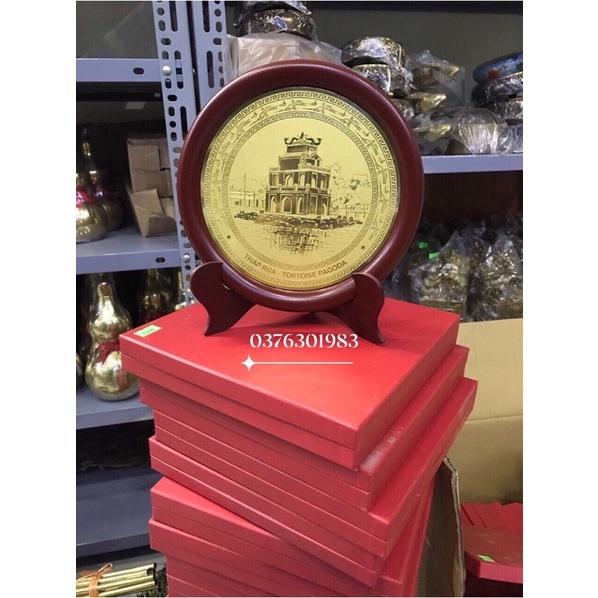 THÁP RÙA - TORTOISE PAGODA
0376301983